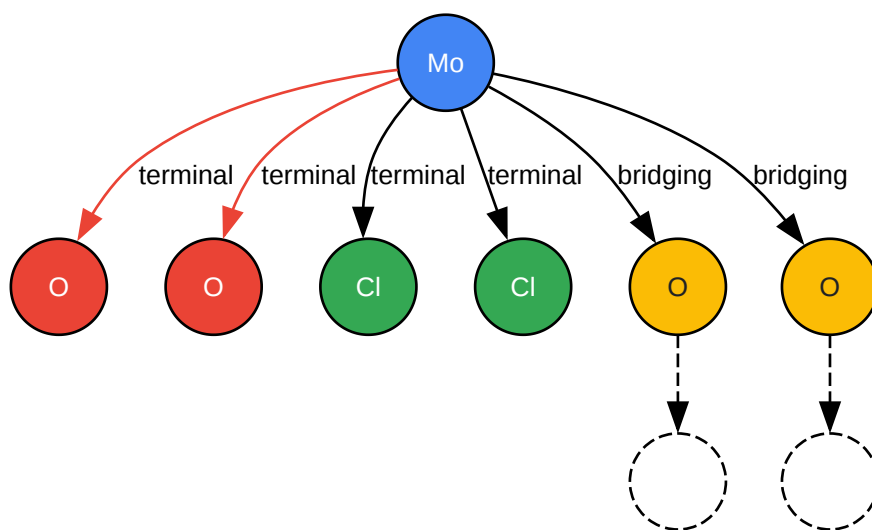 Mo
terminal terminal terminal terminal bridging bridging
O O Cl Cl O O